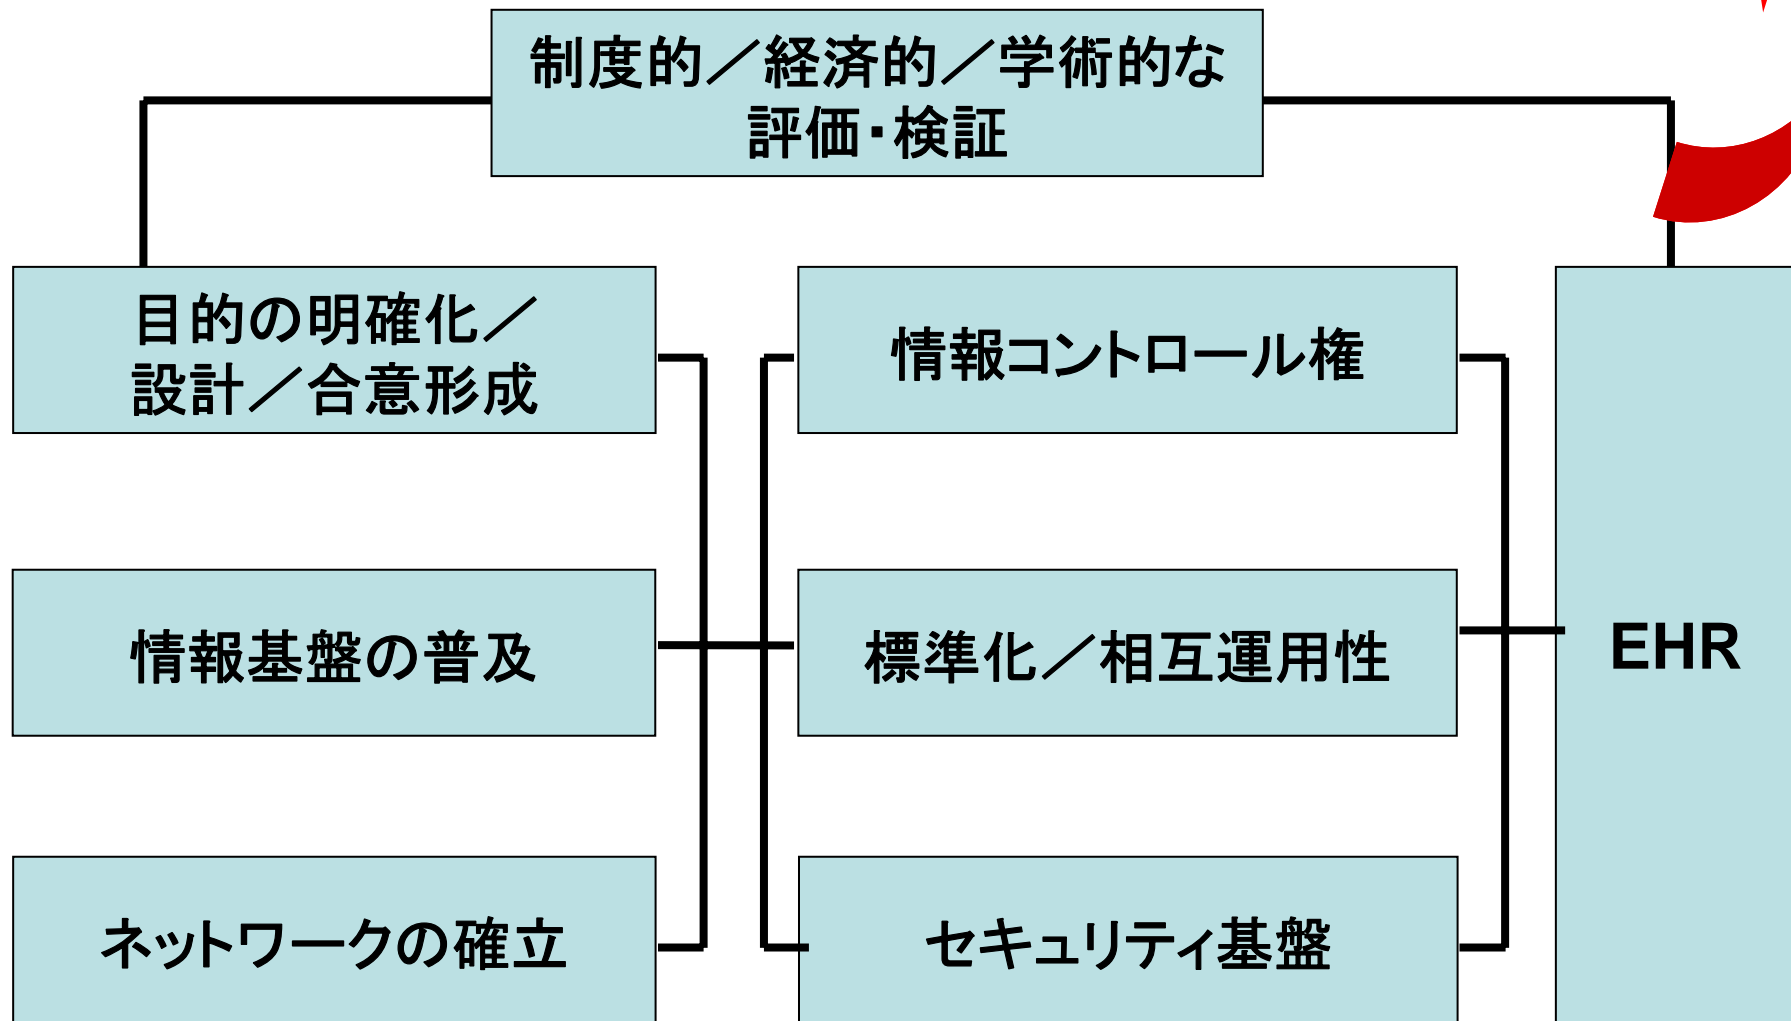 制度的／経済的／学術的な
評価・検証
目的の明確化／
設計／合意形成
情報コントロール権
情報基盤の普及
標準化／相互運用性
EHR
ネットワークの確立
セキュリティ基盤